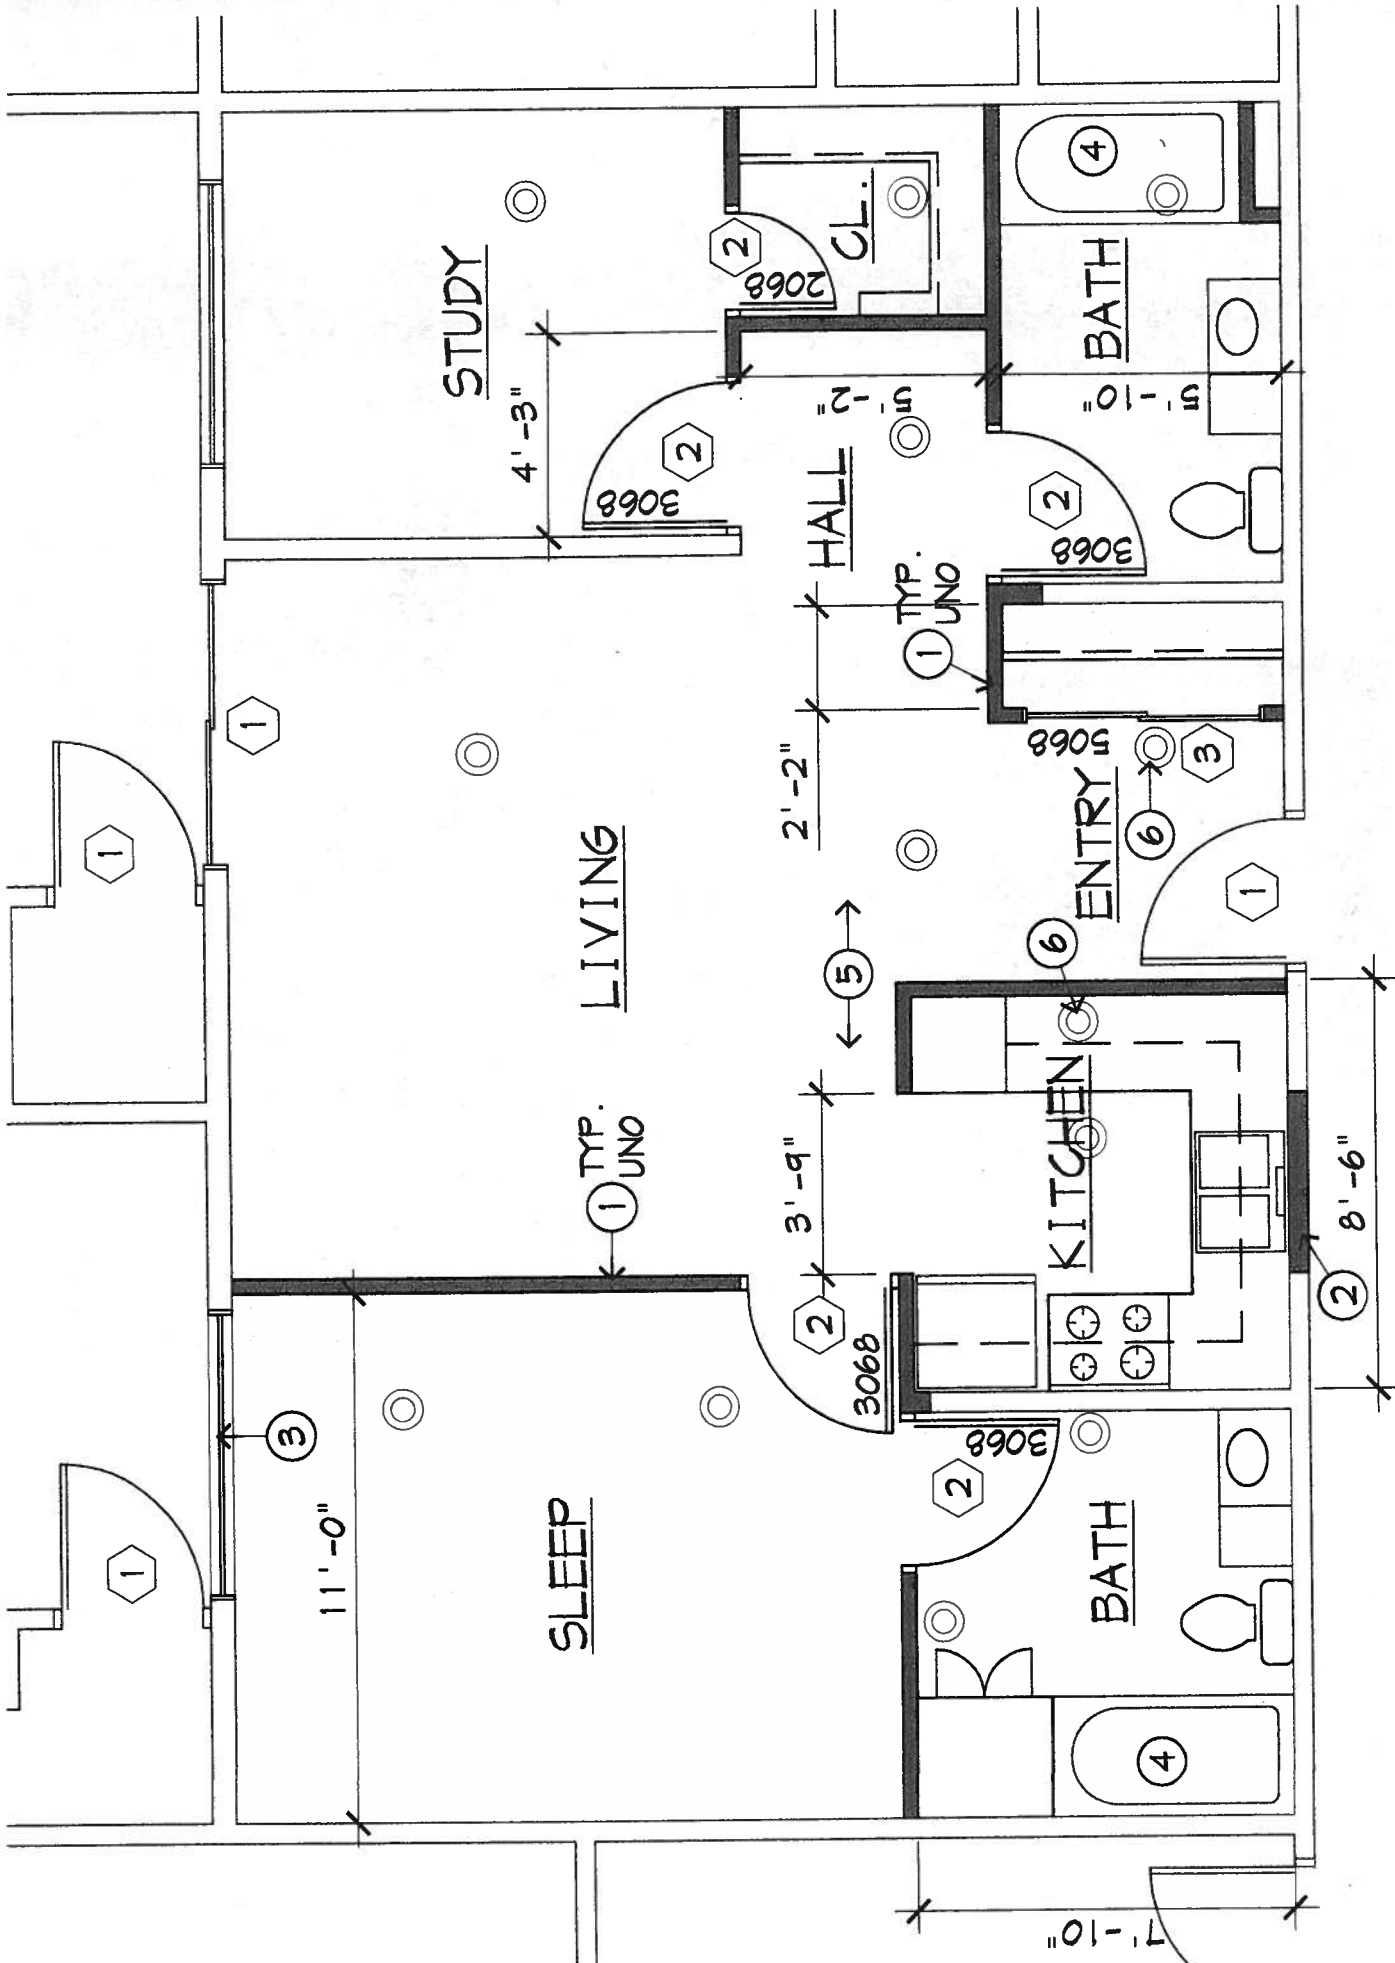 STUDY
4'-3"
2
3068
2
2068
CL.
4
BATH
5'-2"
5'-10"
HALL
2
3068
TYP.
UNO
1
2'-2"
5068
3
6
ENTRY
1
1
1
LIVING
5
6
TYP.
UNO
1
3'-9"
KITCHEN
8'-6"
2
2
3068
3
1
11'-0"
SLEEP
3068
2
BATH
4
7'-10"